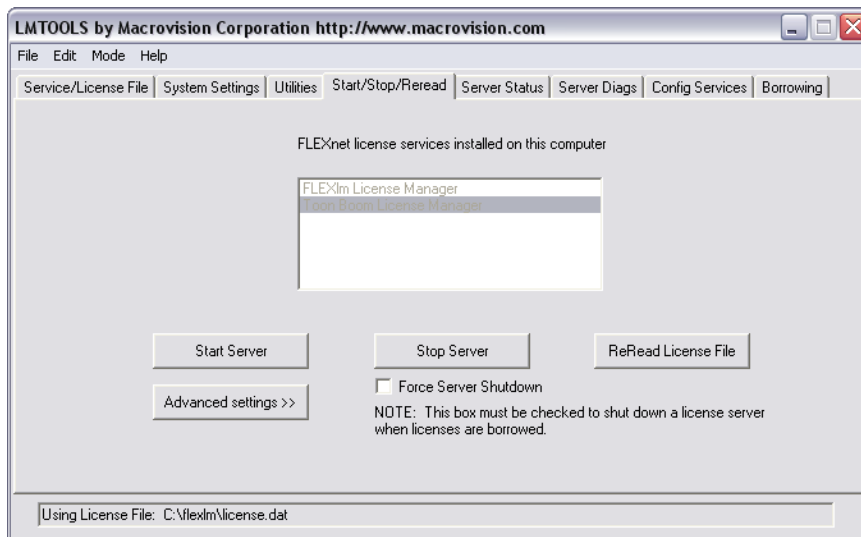 LMTOOLS by Macrovision Corporation http://www.macrovision.com
File Edit Mode Help
Service/License File System Settings Utilities Start/Stop/Reread Server Status Server Diags Config Services Borrowing
FLEXnet license services installed on this computer
FLEXlm License Manager
Toon Boom License Manager
Start Server Stop Server ReRead License File
Force Server Shutdown
Advanced settings >>
NOTE: This box must be checked to shut down a license server
when licenses are borrowed.
Using License File: C:\flexlm\license.dat